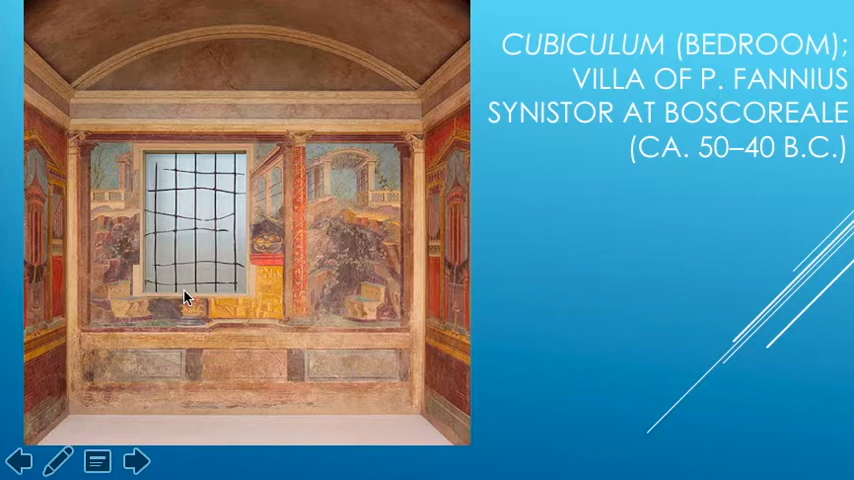 CUBICULUM (BEDROOM);
VILLA OF P. FANNIUS
SYNISTOR AT BOSCOREALE
(CA. 50–40 B.C.)